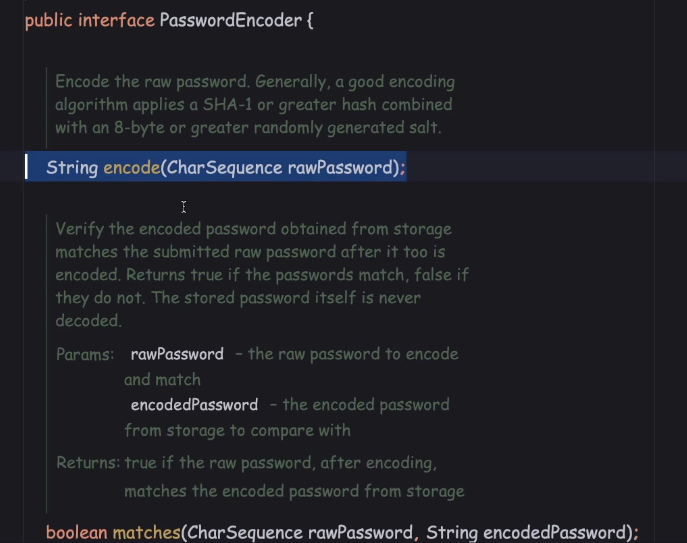 public interface PasswordEncoder {
Encode the raw password. Generally, a good encoding
algorithm applies a SHA-1 or greater hash combined
with an 8-byte or greater randomly generated salt.
String encode(CharSequence rawPassword);
Verify the encoded password obtained from storage
matches the submitted raw password after it too is
encoded. Returns true if the passwords match, false if
they do not. The stored password itself is never
decoded.
Params: rawPassword – the raw password to encode
and match
encodedPassword – the encoded password
from storage to compare with
Returns: true if the raw password, after encoding,
matches the encoded password from storage
boolean matches(CharSequence rawPassword, String encodedPassword);